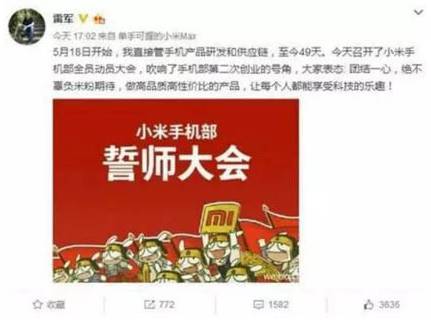 雷军
今天 17:02 来自 单手可握的小米Max
5月18日开始，我直接管手机产品研发和供应链，至今49天。今天召开了小米手
机部全员动员大会，吹响了手机部第二次创业的号角，大家表态: 团结一心，绝不
辜负米粉期待，做高品质高性价比的产品，让每个人都能享受科技的乐趣！
小米手机部
誓师大会
mi
收藏
772
1582